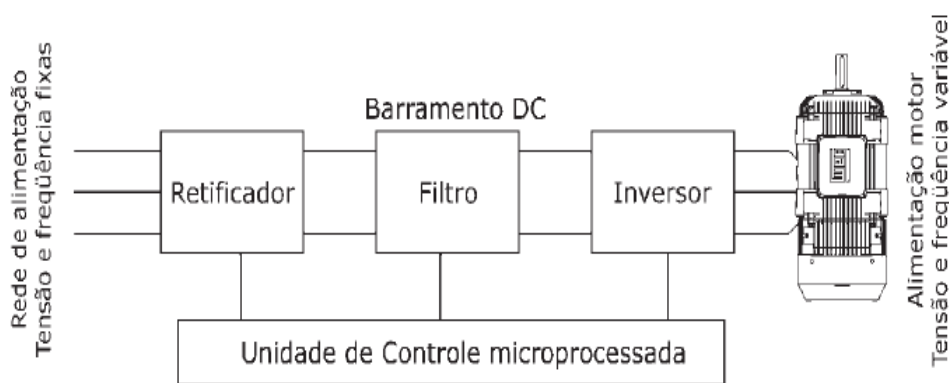 Rede de alimentação
Tensão e freqüência fixas
Barramento DC
Retificador
Filtro
Inversor
Unidade de Controle microprocessada
Alimentação motor
Tensão e freqüência variável